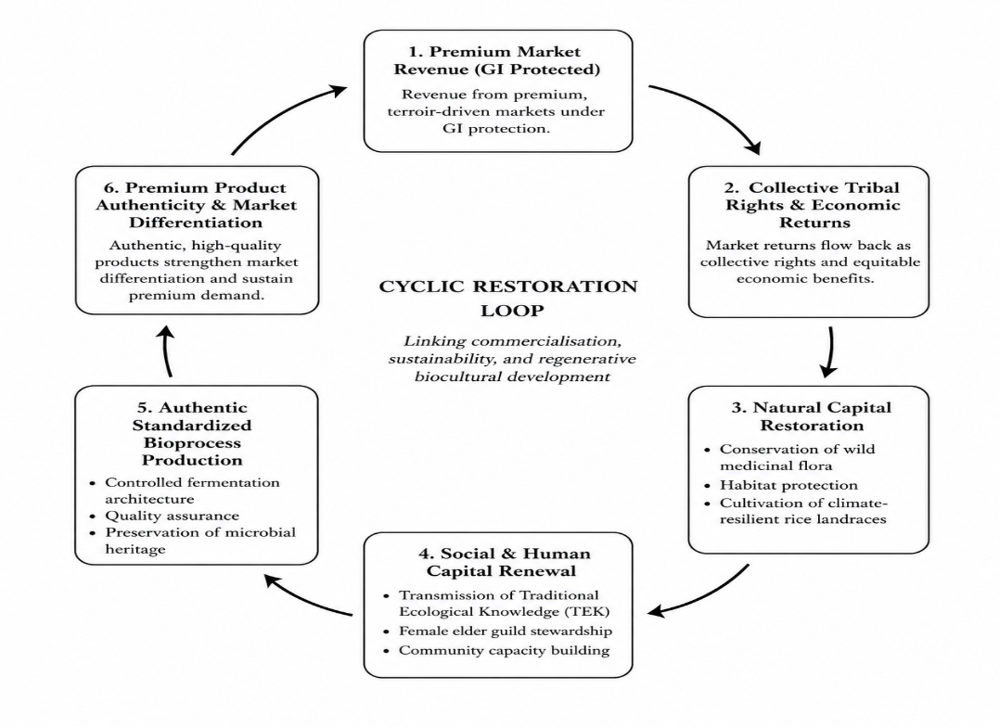 1. Premium Market
Revenue (GI Protected)
Revenue from premium,
terroir-driven markets under
GI protection.
2. Collective Tribal
Rights & Economic
Returns
Market returns flow back as
collective rights and equitable
economic benefits.
3. Natural Capital
Restoration
• Conservation of wild
medicinal flora
• Habitat protection
• Cultivation of climate-
resilient rice landraces
4. Social & Human
Capital Renewal
• Transmission of Traditional
Ecological Knowledge (TEK)
• Female elder guild stewardship
• Community capacity building
5. Authentic
Standardized
Bioprocess
Production
• Controlled fermentation
architecture
• Quality assurance
• Preservation of microbial
heritage
6. Premium Product
Authenticity & Market
Differentiation
Authentic, high-quality
products strengthen market
differentiation and sustain
premium demand.
CYCLIC RESTORATION
LOOP
Linking commercialisation,
sustainability, and regenerative
biocultural development